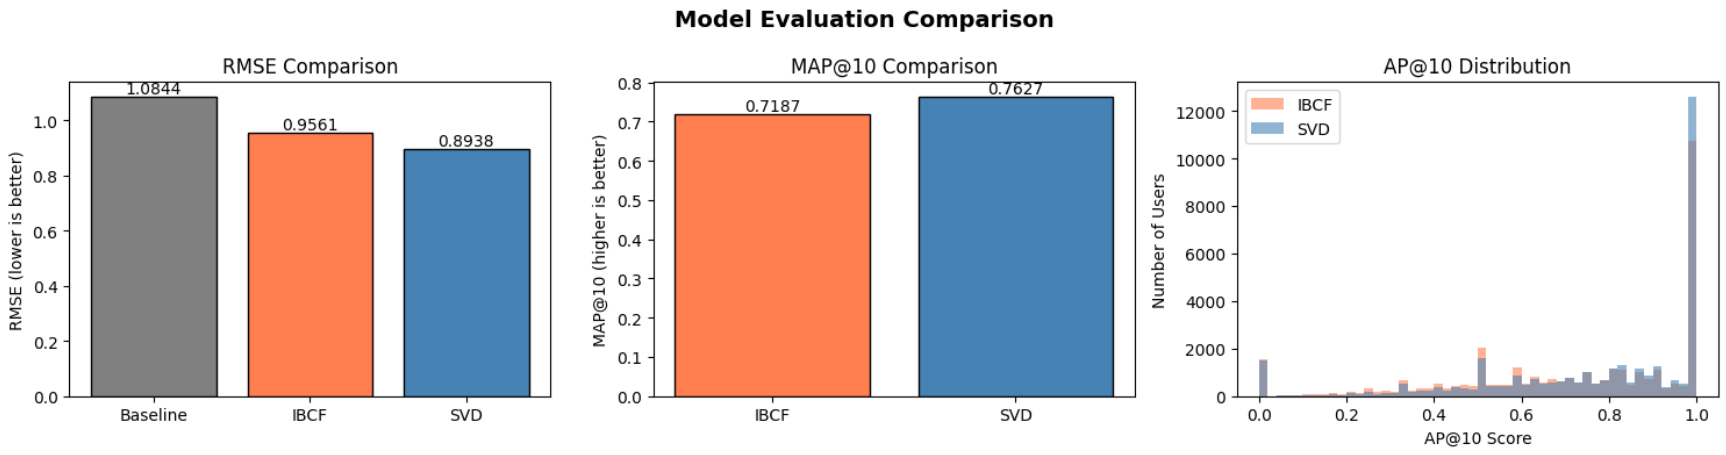 Model Evaluation Comparison
RMSE Comparison
RMSE (lower is better)
1.0
0.8
0.6
0.4
0.2
0.0
1.0844
0.9561
0.8938
Baseline
IBCF
SVD
MAP@10 Comparison
MAP@10 (higher is better)
0.8
0.7
0.6
0.5
0.4
0.3
0.2
0.1
0.0
0.7187
0.7627
IBCF
SVD
AP@10 Distribution
Number of Users
12000
10000
8000
6000
4000
2000
0
IBCF
SVD
0.0
0.2
0.4
0.6
0.8
1.0
AP@10 Score